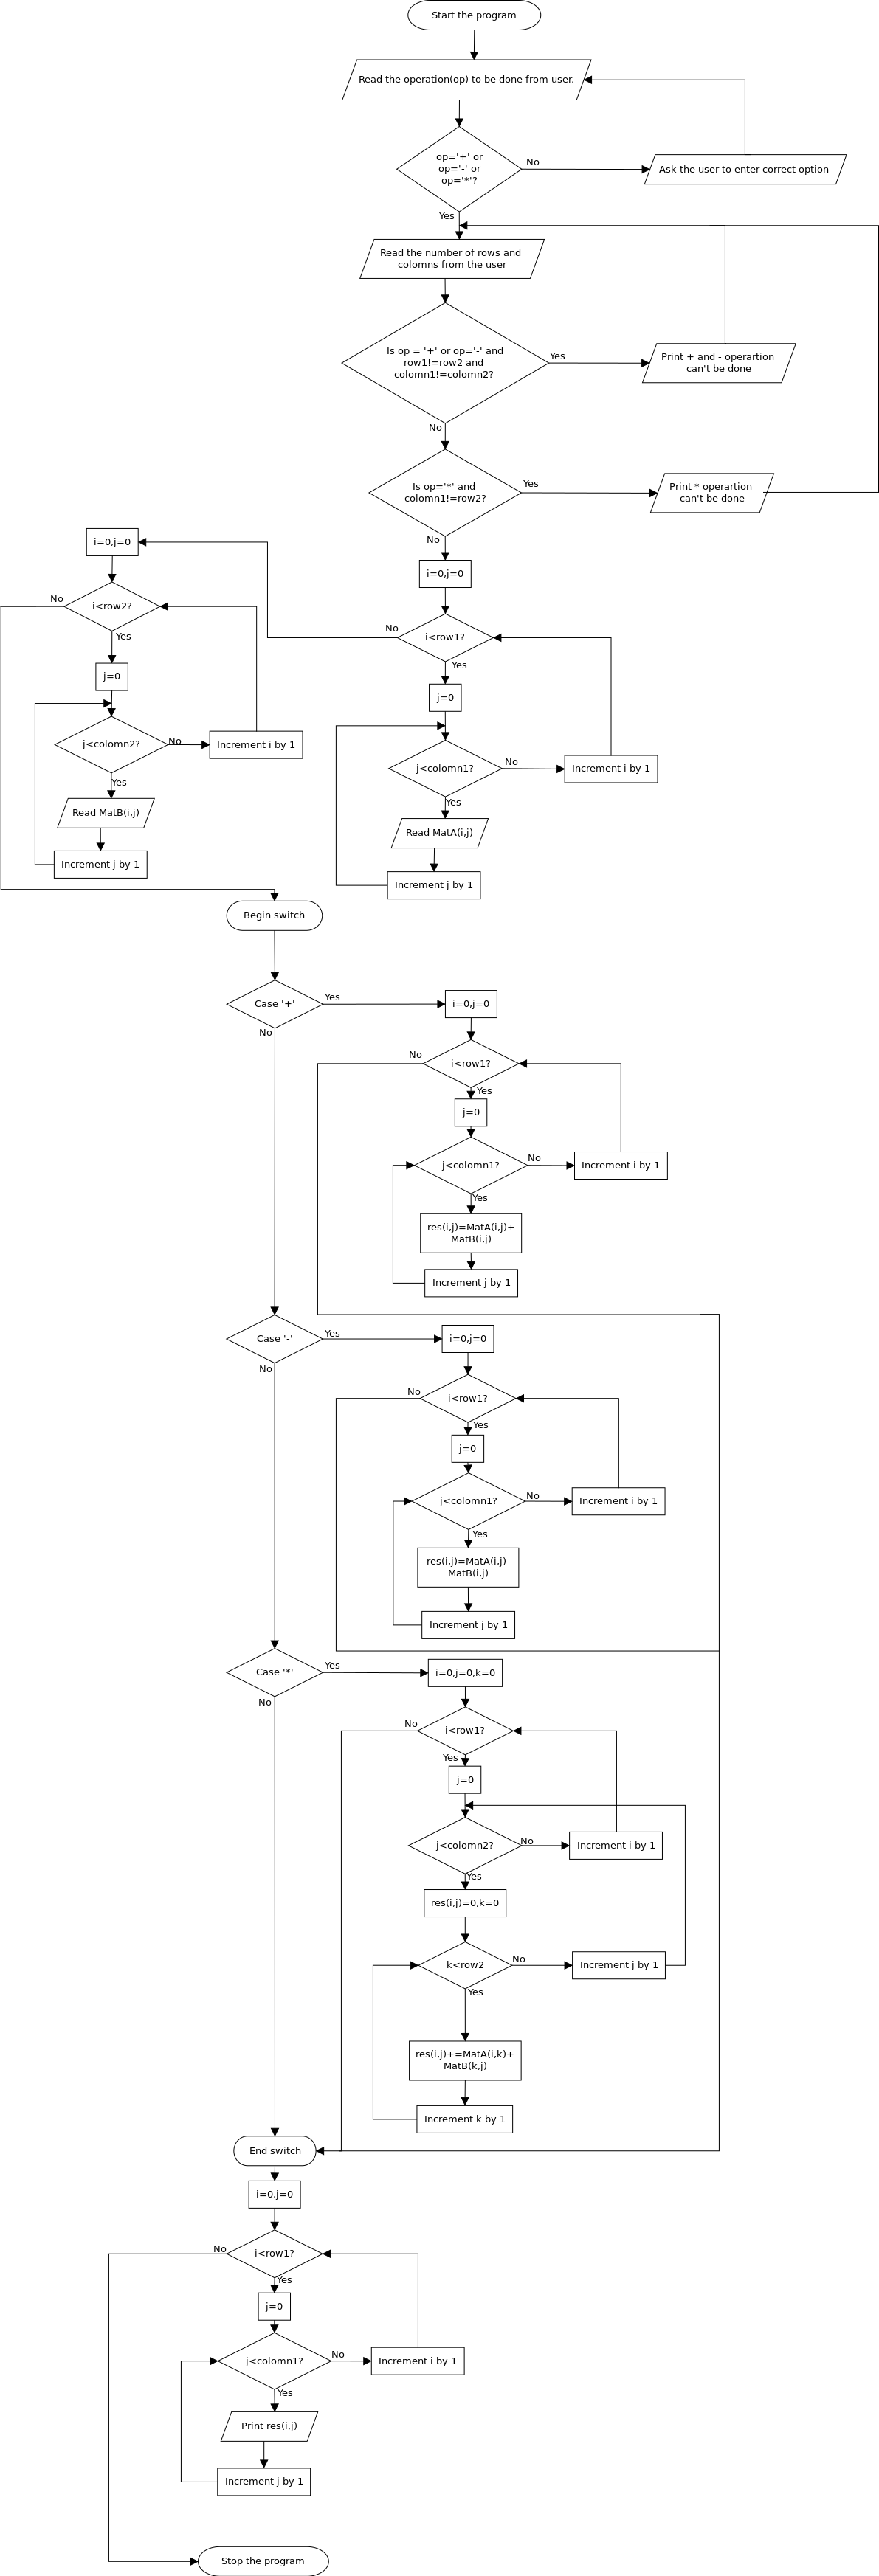 Start the program
Read the operation(op) to be done from user.
op='+' or
op='-' or
op='*'?
No
Ask the user to enter correct option
Yes
Read the number of rows and
colomns from the user
Is op = '+' or op='-' and
row1!=row2 and
colomn1!=colomn2?
Yes
Print + and - operartion
can't be done
No
Is op='*' and
colomn1!=row2?
Yes
Print * operartion
can't be done
No
i=0,j=0
i<row1?
No
Yes
j=0
j<colomn1?
No
Increment i by 1
Yes
Read MatA(i,j)
Increment j by 1
i=0,j=0
No
i<row2?
Yes
j=0
j<colomn2?
No
Increment i by 1
Yes
Read MatB(i,j)
Increment j by 1
Begin switch
Case '+'
Yes
No
i=0,j=0
No
i<row1?
Yes
j=0
j<colomn1?
No
Increment i by 1
Yes
res(i,j)=MatA(i,j)+
MatB(i,j)
Increment j by 1
Case '-'
Yes
No
i=0,j=0
No
i<row1?
Yes
j=0
j<colomn1?
No
Increment i by 1
Yes
res(i,j)=MatA(i,j)-
MatB(i,j)
Increment j by 1
Case '*'
Yes
No
i=0,j=0,k=0
No
i<row1?
Yes
j=0
j<colomn2?
No
Increment i by 1
Yes
res(i,j)=0,k=0
k<row2
No
Increment j by 1
Yes
res(i,j)+=MatA(i,k)+
MatB(k,j)
Increment k by 1
End switch
i=0,j=0
No
i<row1?
Yes
j=0
j<column1?
No
Increment i by 1
Yes
Print res(i,j)
Increment j by 1
Stop the program